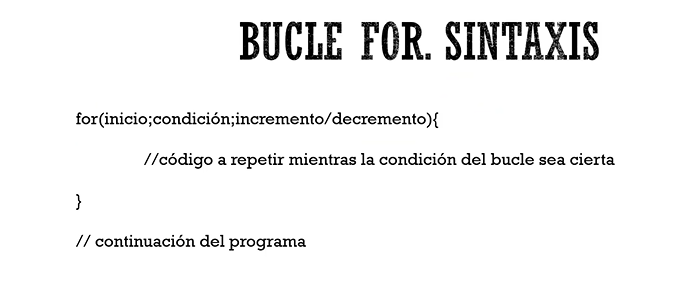 BUCLE FOR. SINTAXIS
for(inicio;condición;incremento/decremento){
//código a repetir mientras la condición del bucle sea cierta
}
// continuación del programa